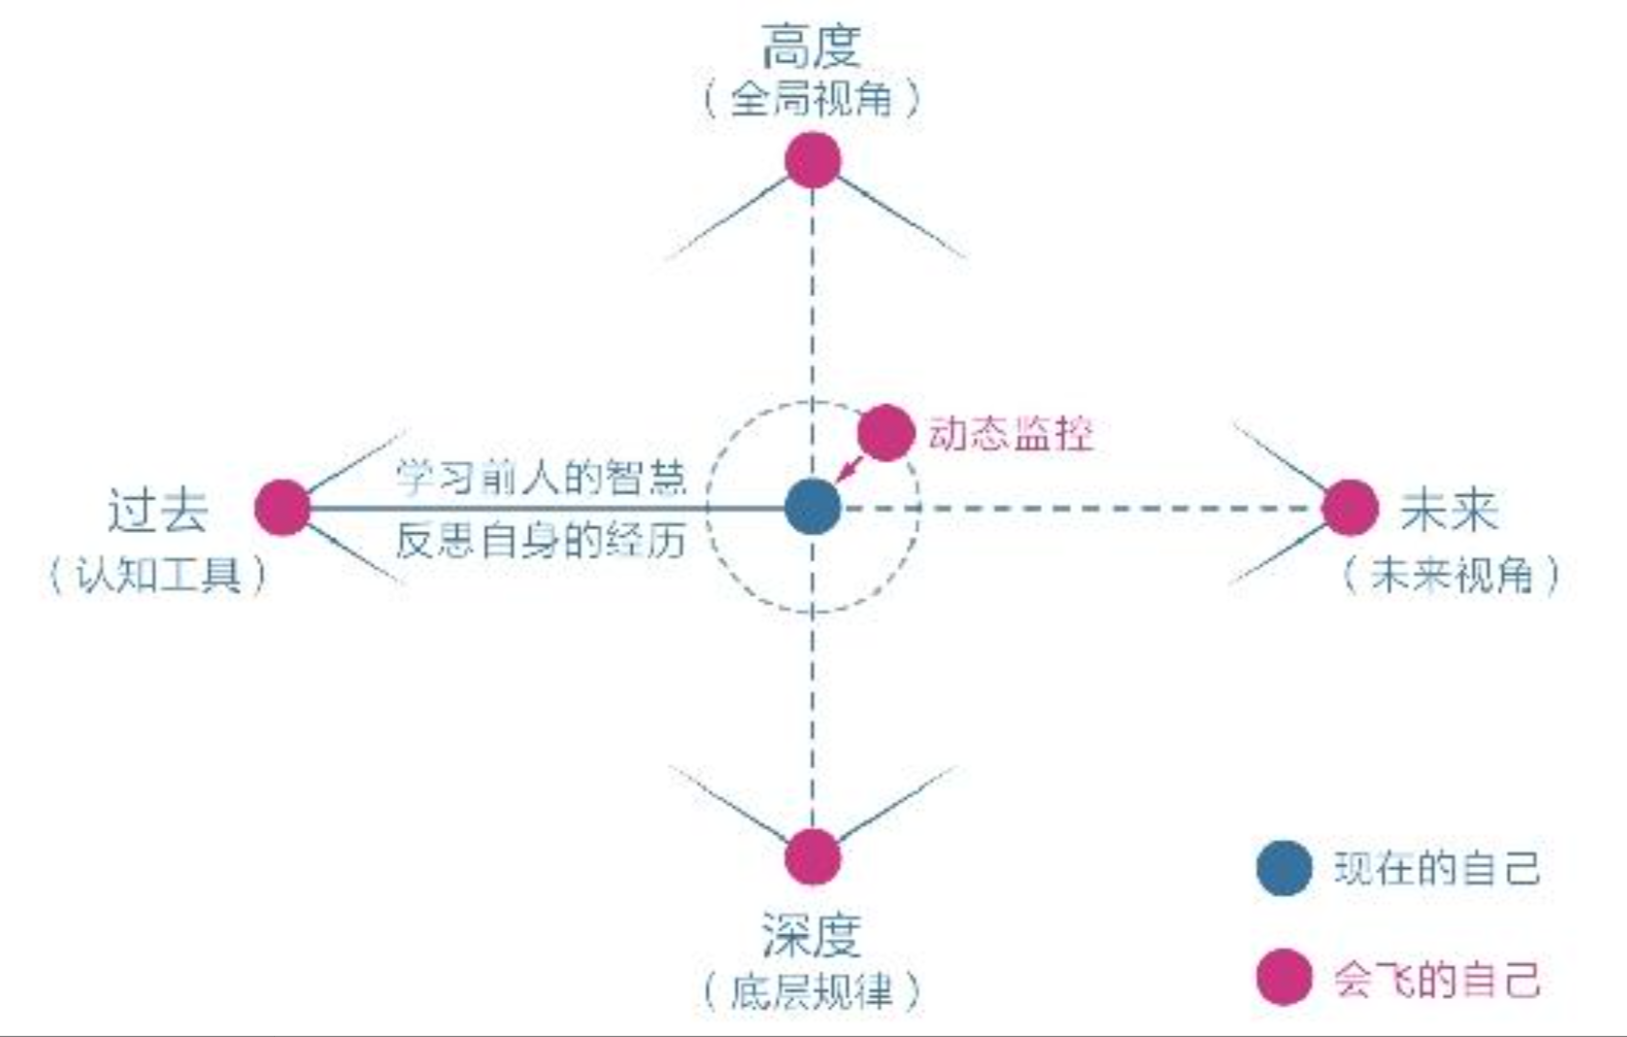 高度
（全局视角）
动态监控
学习前人的智慧
过去
未来
反思自身的经历
（认知工具）
（未来视角）
现在的自己
深度
（底层规律）
会飞的自己